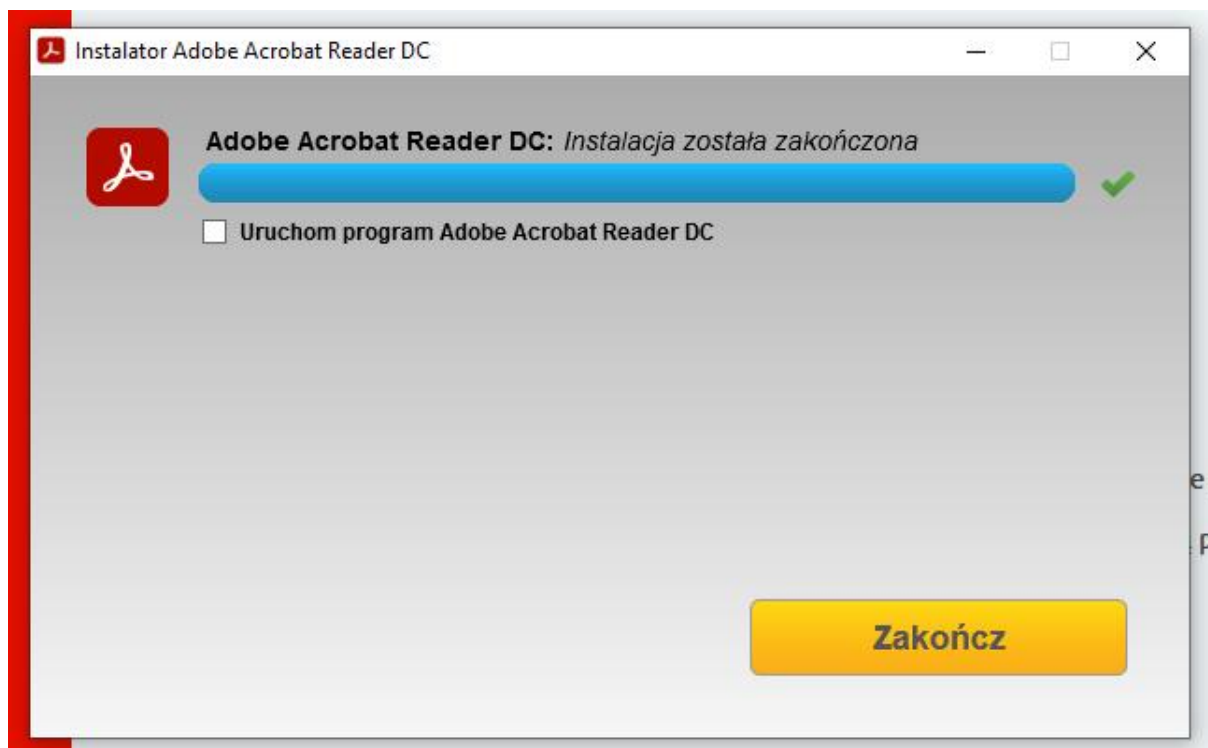 Instalator Adobe Acrobat Reader DC
Adobe Acrobat Reader DC: Instalacja została zakończona
Uruchom program Adobe Acrobat Reader DC
e
p
Zakończ